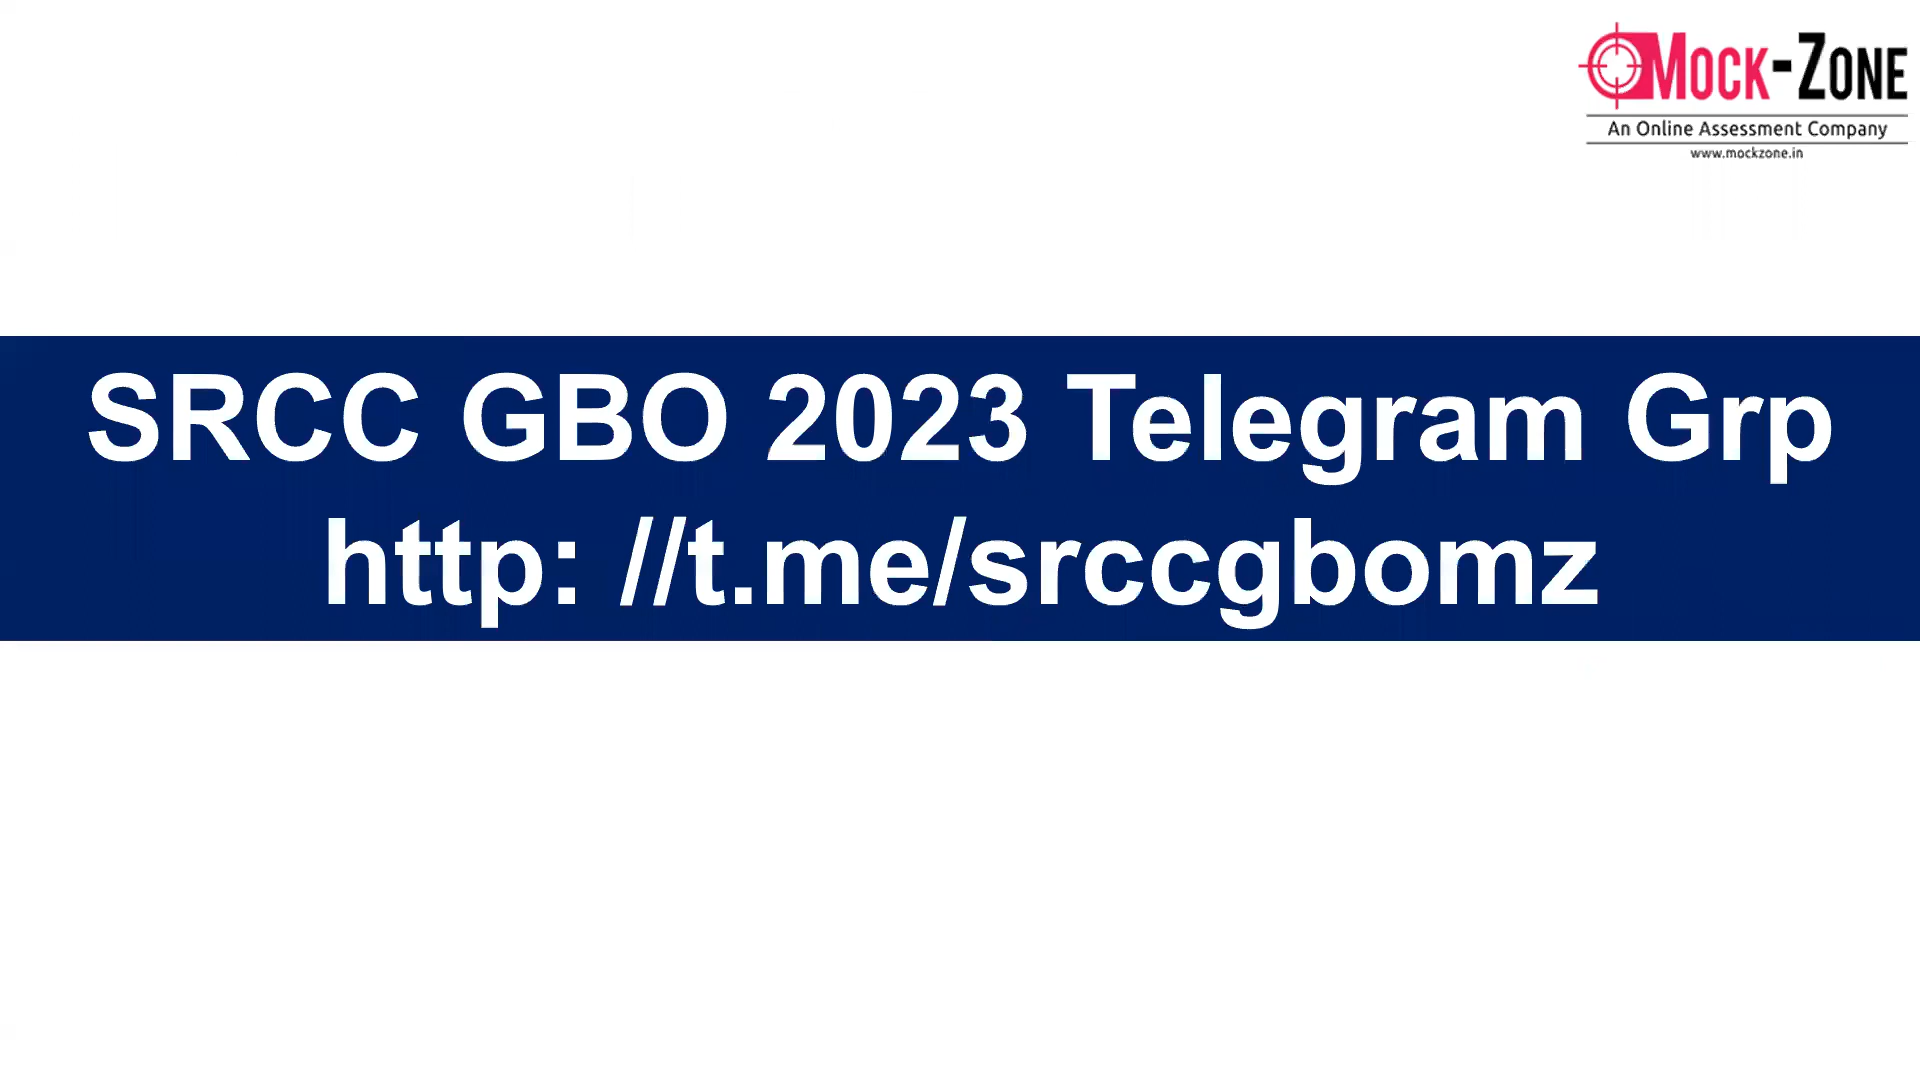 MOCK-ZONE
An Online Assessment Company
www.mockzone.in
SRCC GBO 2023 Telegram Grp
http: //t.me/srccgbomz